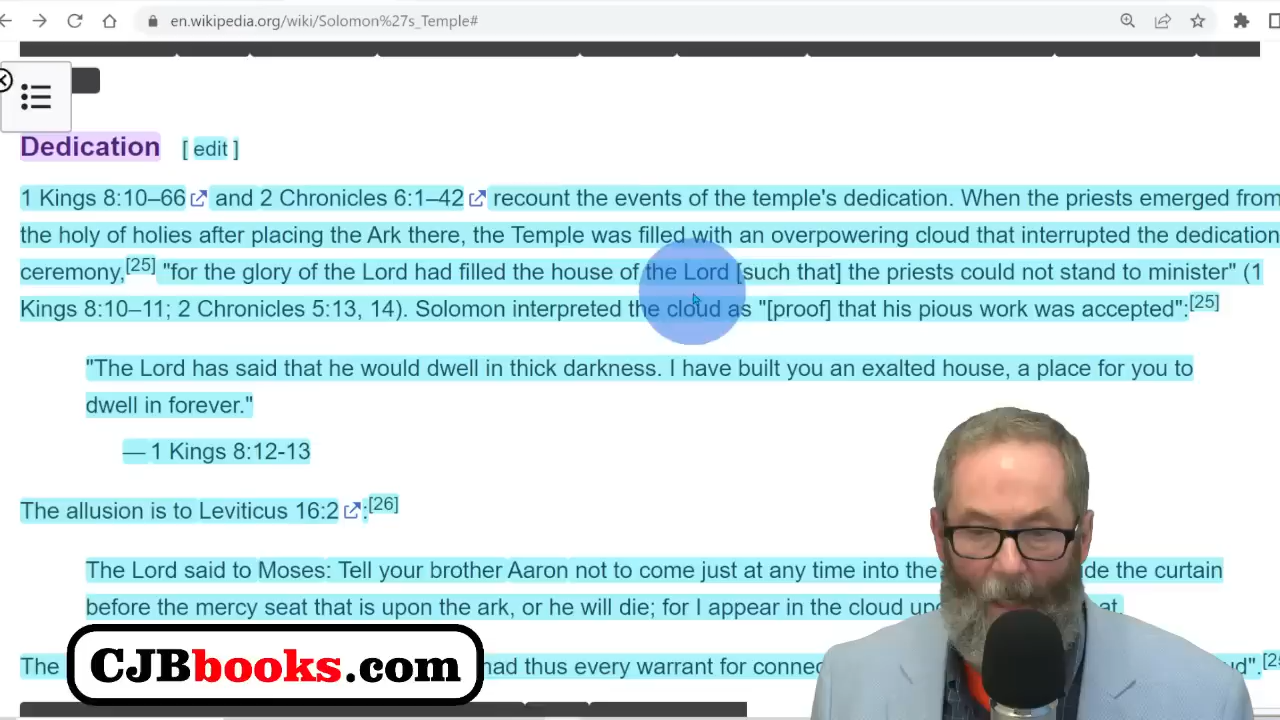 en.wikipedia.org/wiki/Solomon%27s_Temple#
Dedication [ edit ]
1 Kings 8:10–66 and 2 Chronicles 6:1–42 recount the events of the temple's dedication. When the priests emerged from
the holy of holies after placing the Ark there, the Temple was filled with an overpowering cloud that interrupted the dedication
ceremony,[25] "for the glory of the Lord had filled the house of the Lord [such that] the priests could not stand to minister" (1
Kings 8:10–11; 2 Chronicles 5:13, 14). Solomon interpreted the cloud as "[proof] that his pious work was accepted":[25]
"The Lord has said that he would dwell in thick darkness. I have built you an exalted house, a place for you to
dwell in forever."
— 1 Kings 8:12-13
The allusion is to Leviticus 16:2 :[26]
The Lord said to Moses: Tell your brother Aaron not to come just at any time into the the curtain
before the mercy seat that is upon the ark, or he will die; for I appear in the cloud
The had thus every warrant for
CJBbooks.com